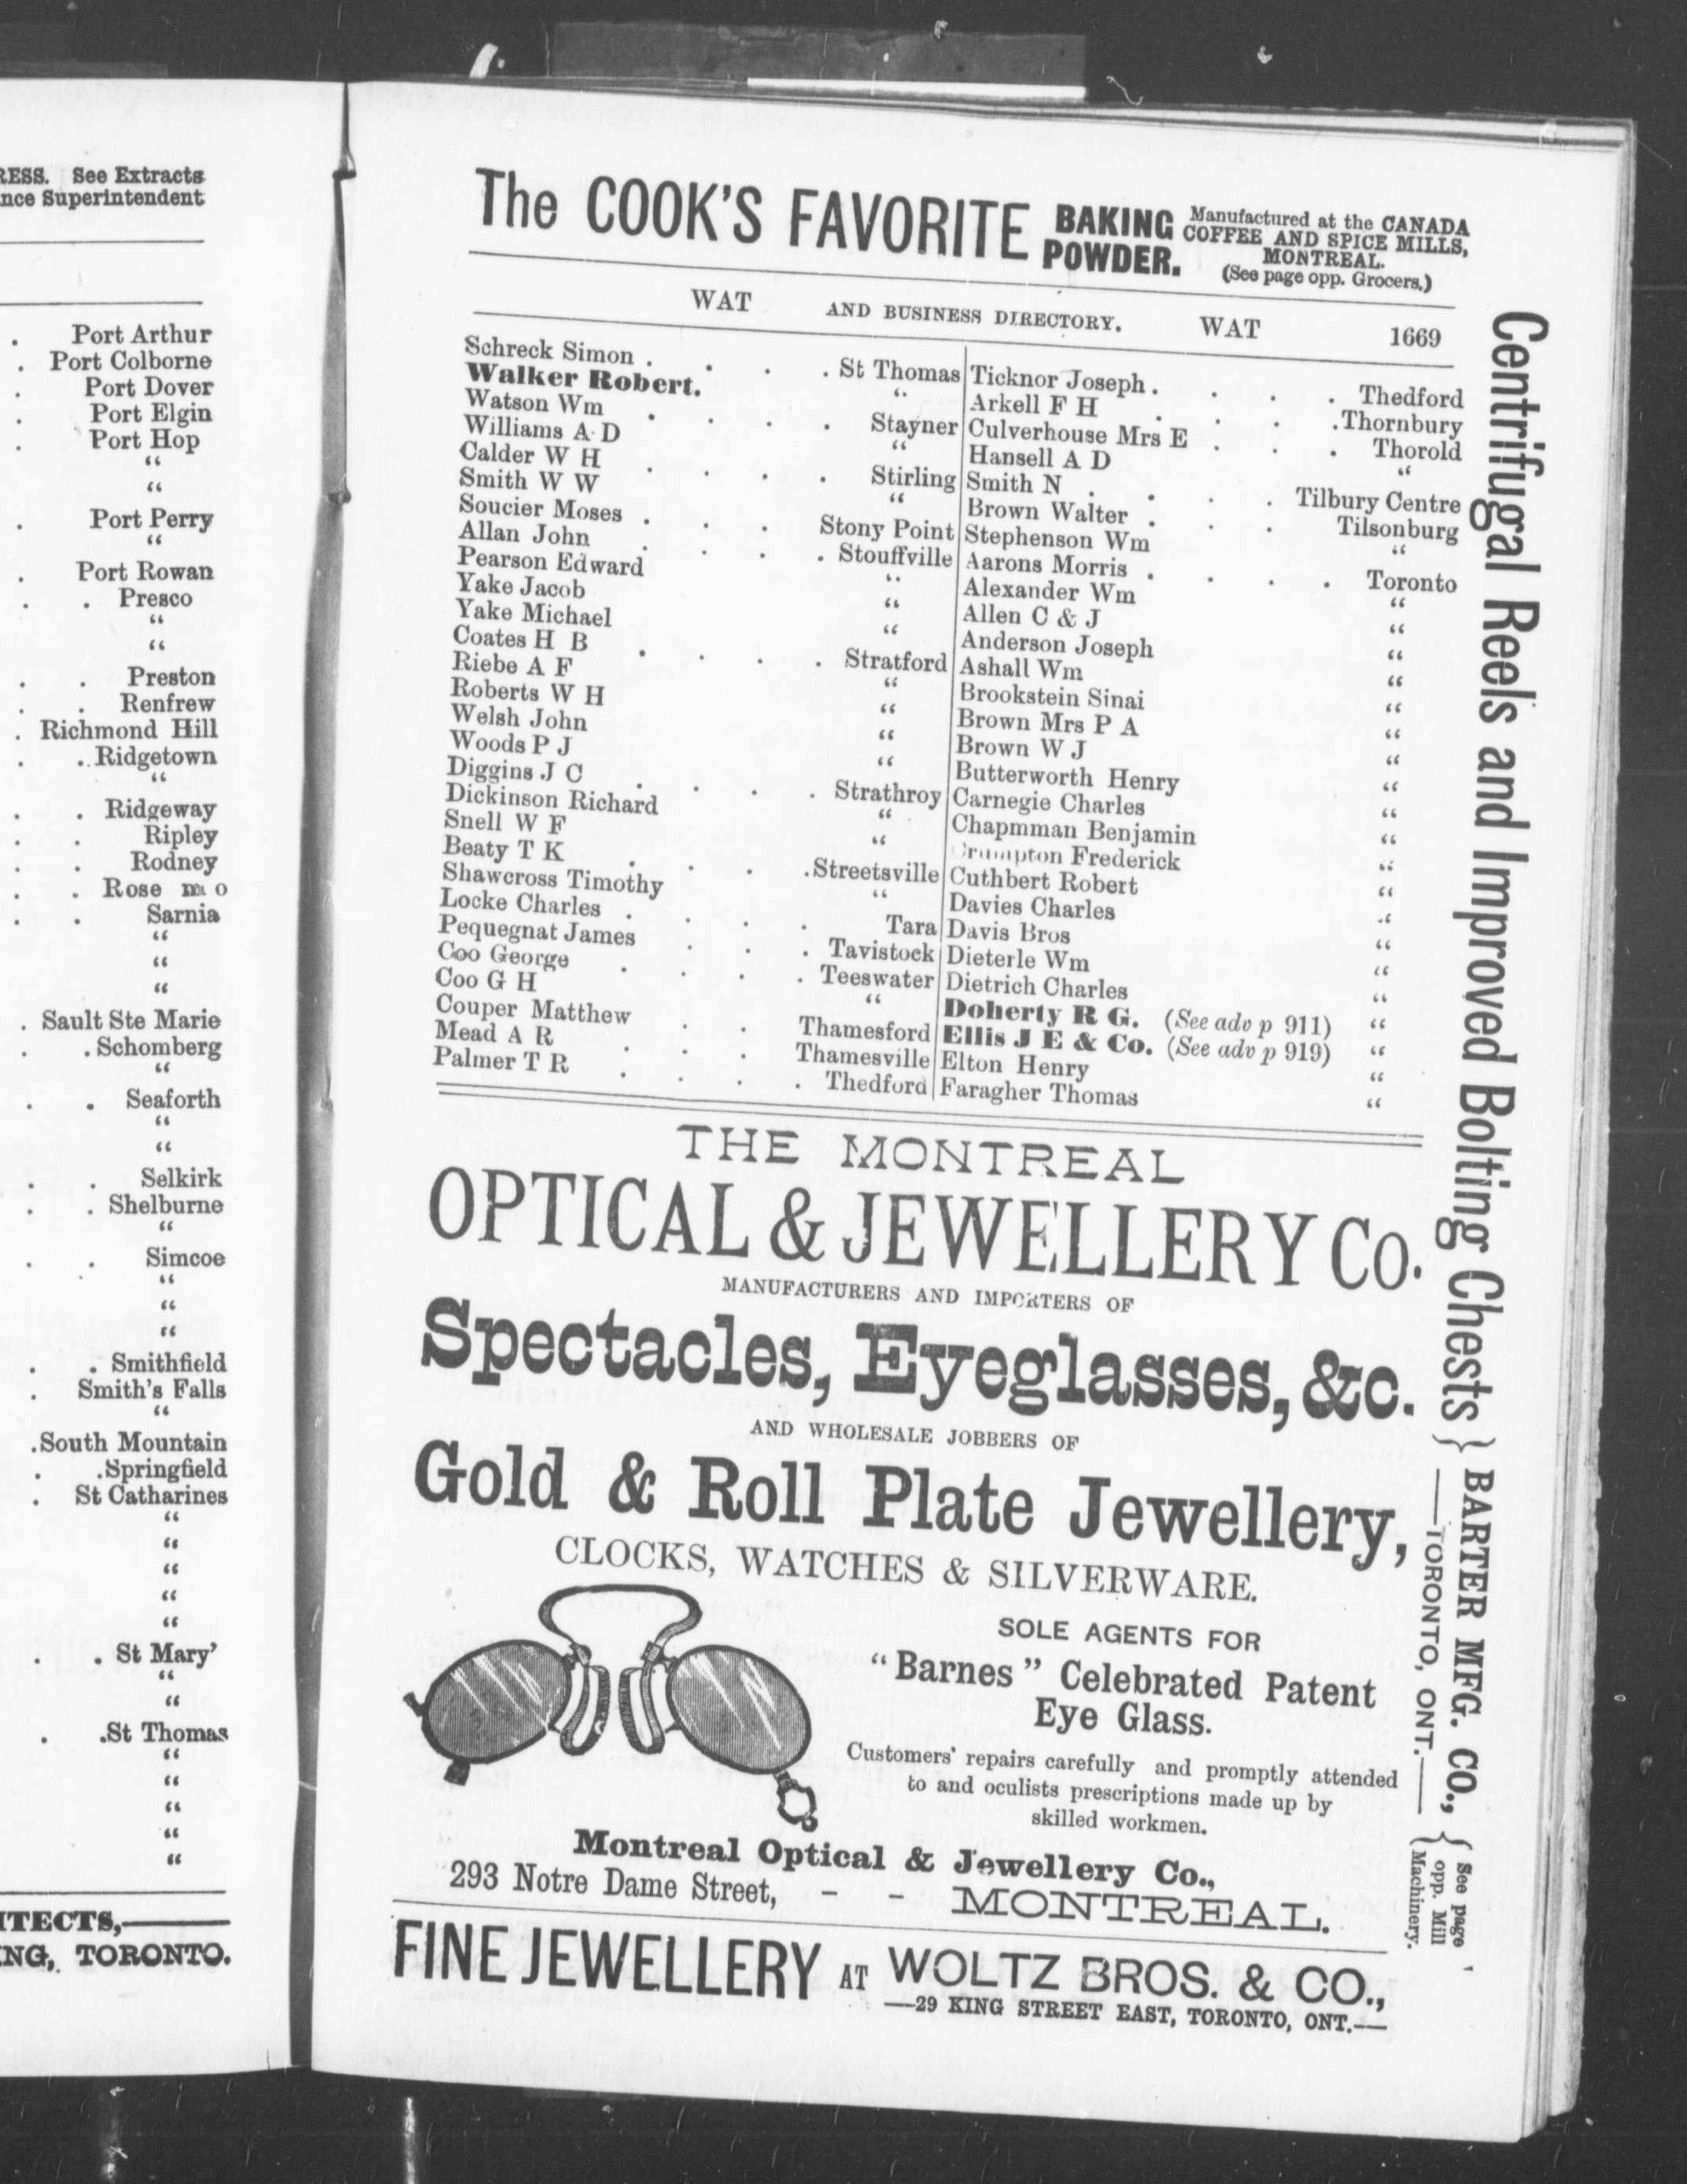 RESS. See Extracts
nce Superintendent
. Port Arthur
. Port Colborne
. Port Dover
. Port Elgin
. Port Hop
"
"
. Port Perry
"
. Port Rowan
. . Presco
"
"
. . Preston
. . Renfrew
. Richmond Hill
. . Ridgetown
"
. . Ridgeway
. . Ripley
. . Rodney
. . Rose
. . Sarnia
"
"
"
. Sault Ste Marie
. . Schomberg
"
. . Seaforth
"
"
. . Selkirk
. . Shelburne
"
. . Simcoe
"
"
"
. . Smithfield
. Smith's Falls
"
. South Mountain
. . Springfield
. St Catharines
"
"
"
"
"
. . St Mary'
"
"
. . St Thomas
"
"
"
"
"
ITECTS,
NG, TORONTO.
The COOK'S FAVORITE BAKING POWDER. Manufactured at the CANADA
COFFEE AND SPICE MILLS,
MONTREAL.
(See page opp. Grocers.)
WAT AND BUSINESS DIRECTORY. WAT 1669
Schreck Simon . . . . St Thomas
Walker Robert. "
Watson Wm . . . . Stayner
Williams A D "
Calder W H . . . . Stirling
Smith W W "
Soucier Moses . . . Stony Point
Allan John . . . . Stouffville
Pearson Edward "
Yake Jacob "
Yake Michael "
Coates H B . . . . Stratford
Riebe A F "
Roberts W H "
Welsh John "
Woods P J "
Diggins J C . . . . Strathroy
Dickinson Richard "
Snell W F "
Beaty T K . . . . Streetsville
Shawcross Timothy "
Locke Charles . . . . Tara
Pequegnat James . . . Tavistock
Coo George . . . . Teeswater
Coo G H "
Couper Matthew . . Thamesford
Mead A R . . . Thamesville
Palmer T R . . . . Thedford
Ticknor Joseph . . . . Thedford
Arkell F H . . . . Thornbury
Culverhouse Mrs E . . . Thorold
Hansell A D "
Smith N . . . . Tilbury Centre
Brown Walter . . . Tilsonburg
Stephenson Wm "
Aarons Morris . . . . Toronto
Alexander Wm "
Allen C & J "
Anderson Joseph "
Ashall Wm "
Brookstein Sinai "
Brown Mrs P A "
Brown W J "
Butterworth Henry "
Carnegie Charles "
Chapmman Benjamin "
Crumpton Frederick "
Cuthbert Robert "
Davies Charles "
Davis Bros "
Dieterle Wm "
Dietrich Charles "
Doherty R G. (See adv p 911) "
Ellis J E & Co. (See adv p 919) "
Elton Henry "
Faragher Thomas "
THE MONTREAL
OPTICAL & JEWELLERY CO.
MANUFACTURERS AND IMPORTERS OF
Spectacles, Eyeglasses, &c.
AND WHOLESALE JOBBERS OF
Gold & Roll Plate Jewellery,
CLOCKS, WATCHES & SILVERWARE.
SOLE AGENTS FOR
"Barnes" Celebrated Patent
Eye Glass.
Customers' repairs carefully and promptly attended
to and oculists prescriptions made up by
skilled workmen.
Montreal Optical & Jewellery Co.,
293 Notre Dame Street, - - MONTREAL.
FINE JEWELLERY AT WOLTZ BROS. & CO.,
—29 KING STREET EAST, TORONTO, ONT.—
Centrifugal Reels and Improved Bolting Chests } BARTER MFG. CO.,
—TORONTO, ONT.—
{ See page
opp. Mill
Machinery.